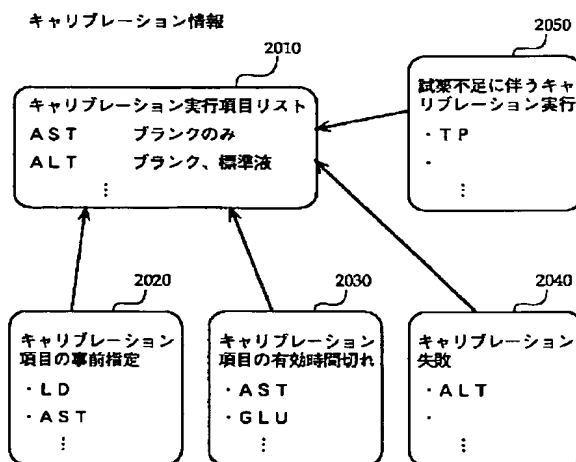 キャリブレーション情報
2010
キャリブレーション実行項目リスト
AST ブランクのみ
ALT ブランク、標準液
⋮
2050
試薬不足に伴うキャ
リブレーション実行
・TP
・
⋮
2020
キャリブレーション
項目の事前指定
・LD
・AST
⋮
2030
キャリブレーション
項目の有効時間切れ
・AST
・GLU
⋮
2040
キャリブレーション
失敗
・ALT
・
⋮